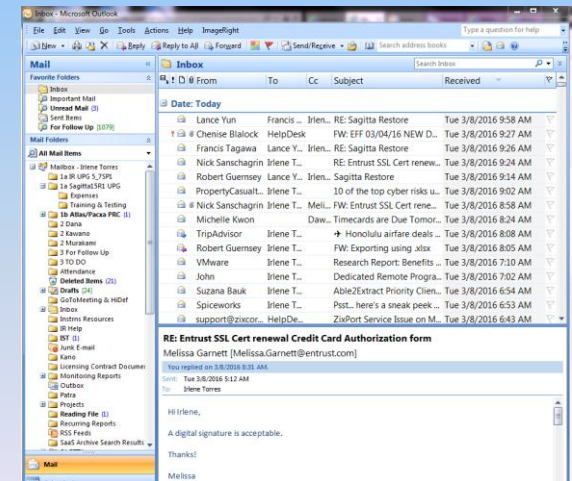 Inbox - Microsoft Outlook
File Edit View Go Tools Actions Help ImageRight
Type a question for help
New Reply Reply to All Forward Send/Receive Search address books
Mail
Favorite Folders
Inbox
Important Mail
Unread Mail (3)
Sent Items
For Follow Up [1079]
Mail Folders
All Mail Items
Mailbox - Irlene Torres
1a IR UPG 5_7SP1
1a Sagitta15R1 UPG
Expenses
Training & Testing
1b Atlas/Pacxa PRC (1)
2 Dana
2 Kawano
2 Murakami
3 For Follow Up
3 TO DO
Attendance
Deleted Items (21)
Drafts [24]
GoToMeeting & HiDef
Inbox
Instrns Resources
IR Help
IST (1)
Junk E-mail
Kano
Licensing Contract Documen
Monitoring Reports
Outbox
Patra
Projects
Reading File (1)
Recurring Reports
RSS Feeds
SaaS Archive Search Results
Mail
Inbox
Search Inbox
From To Cc Subject Received
Date: Today
Lance Yun Francis ... Irlen... RE: Sagitta Restore Tue 3/8/2016 9:58 AM
Chenise Blalock HelpDesk FW: EFF 03/04/16 NEW D... Tue 3/8/2016 9:27 AM
Francis Tagawa Lance Y... Irlen... RE: Sagitta Restore Tue 3/8/2016 9:26 AM
Nick Sanschagrin Irlene T... RE: Entrust SSL Cert renew... Tue 3/8/2016 9:24 AM
Robert Guernsey Lance Y... Irlen... Sagitta Restore Tue 3/8/2016 9:14 AM
PropertyCasualt... Irlene T... 10 of the top cyber risks u... Tue 3/8/2016 9:02 AM
Nick Sanschagrin Irlene T... Meli... FW: Entrust SSL Cert rene... Tue 3/8/2016 8:58 AM
Michelle Kwon Daw... Timecards are Due Tomor... Tue 3/8/2016 8:24 AM
TripAdvisor Irlene T... ✈ Honolulu airfare deals ... Tue 3/8/2016 8:08 AM
Robert Guernsey Irlene T... FW: Exporting using .xlsx Tue 3/8/2016 8:05 AM
VMware Irlene T... Research Report: Benefits ... Tue 3/8/2016 7:10 AM
John Irlene T... Dedicated Remote Progra... Tue 3/8/2016 7:02 AM
Suzana Bauk Irlene T... Able2Extract Priority Clien... Tue 3/8/2016 6:54 AM
Spiceworks Irlene T... Psst... here's a sneak peek ... Tue 3/8/2016 6:53 AM
support@zixcor... HelpDe... ZixPort Service Issue on M... Tue 3/8/2016 6:43 AM
RE: Entrust SSL Cert renewal Credit Card Authorization form
Melissa Garnett [Melissa.Garnett@entrust.com]
You replied on 3/8/2016 8:31 AM.
Sent: Tue 3/8/2016 5:12 AM
To: Irlene Torres
Hi Irlene,
A digital signature is acceptable.
Thanks!
Melissa